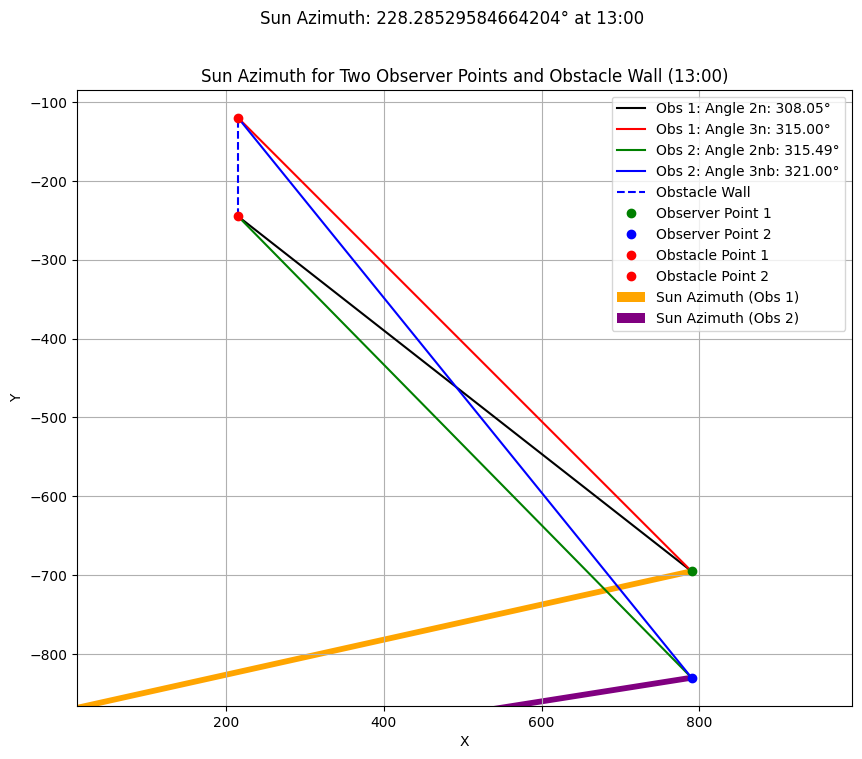 Sun Azimuth: 228.28529584664204° at 13:00
Sun Azimuth for Two Observer Points and Obstacle Wall (13:00)
Obs 1: Angle 2n: 308.05°
Obs 1: Angle 3n: 315.00°
Obs 2: Angle 2nb: 315.49°
Obs 2: Angle 3nb: 321.00°
Obstacle Wall
Observer Point 1
Observer Point 2
Obstacle Point 1
Obstacle Point 2
Sun Azimuth (Obs 1)
Sun Azimuth (Obs 2)
−100
−200
−300
−400
−500
−600
−700
−800
Y
200 400 600 800
X